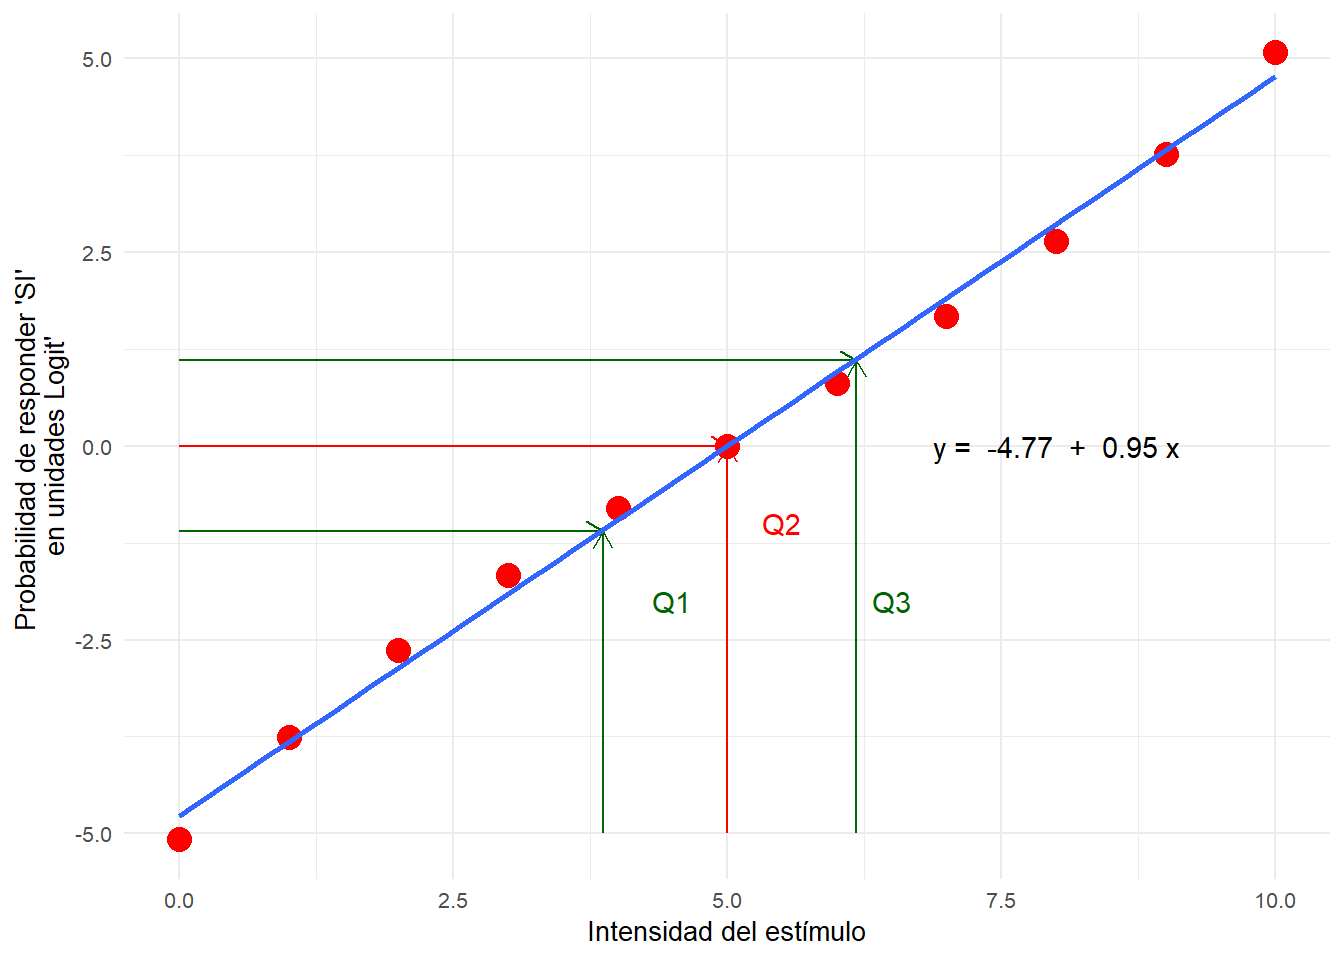 Probabilidad de responder 'SI'
en unidades Logit'
5.0
2.5
0.0
-2.5
-5.0
y =  -4.77  +  0.95 x
Q2
Q1
Q3
0.0
2.5
5.0
7.5
10.0
Intensidad del estímulo